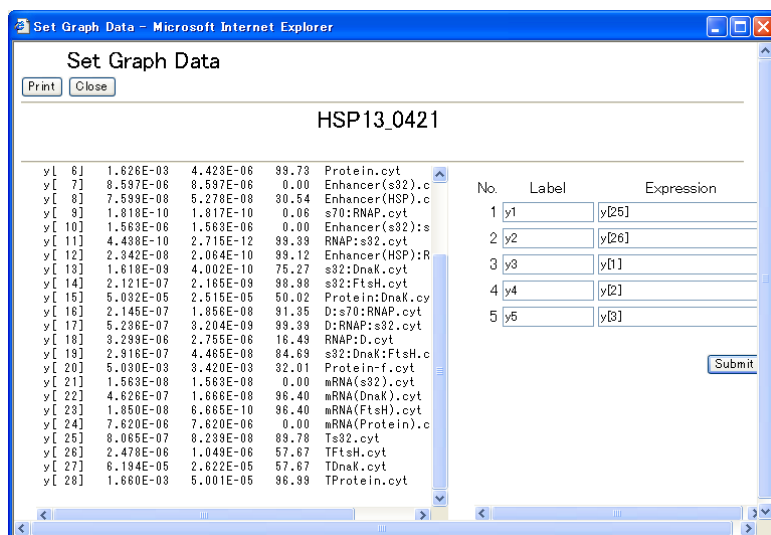 Set Graph Data - Microsoft Internet Explorer
Set Graph Data
Print Close
HSP13_0421
y[ 6] 1.626E-03 4.423E-06 99.73 Protein.cyt
y[ 7] 8.597E-06 8.597E-06 0.00 Enhancer(s32).c
y[ 8] 7.599E-08 5.278E-08 30.54 Enhancer(HSP).c
y[ 9] 1.818E-10 1.817E-10 0.06 s70:RNAP.cyt
y[ 10] 1.563E-06 1.563E-06 0.00 Enhancer(s32):s
y[ 11] 4.438E-10 2.715E-12 99.39 RNAP:s32.cyt
y[ 12] 2.342E-08 2.064E-10 99.12 Enhancer(HSP):R
y[ 13] 1.618E-09 4.002E-10 75.27 s32:DnaK.cyt
y[ 14] 2.121E-07 2.165E-09 98.98 s32:FtsH.cyt
y[ 15] 5.032E-05 2.515E-05 50.02 Protein:DnaK.cy
y[ 16] 2.145E-07 1.856E-08 91.35 D:s70:RNAP.cyt
y[ 17] 5.236E-07 3.204E-09 99.39 D:RNAP:s32.cyt
y[ 18] 3.299E-06 2.755E-06 16.49 RNAP:D.cyt
y[ 19] 2.916E-07 4.465E-08 84.69 s32:DnaK:FtsH.c
y[ 20] 5.030E-03 3.420E-03 32.01 Protein-f.cyt
y[ 21] 1.563E-08 1.563E-08 0.00 mRNA(s32).cyt
y[ 22] 4.626E-07 1.666E-08 96.40 mRNA(DnaK).cyt
y[ 23] 1.850E-08 6.665E-10 96.40 mRNA(FtsH).cyt
y[ 24] 7.620E-06 7.620E-06 0.00 mRNA(Protein).c
y[ 25] 8.065E-07 8.239E-08 89.78 Ts32.cyt
y[ 26] 2.478E-06 1.049E-06 57.67 TFtsH.cyt
y[ 27] 6.194E-05 2.622E-05 57.67 TDnaK.cyt
y[ 28] 1.660E-03 5.001E-05 96.99 TProtein.cyt
No. Label Expression
1 y1 y[25]
2 y2 y[26]
3 y3 y[1]
4 y4 y[2]
5 y5 y[3]
Submit